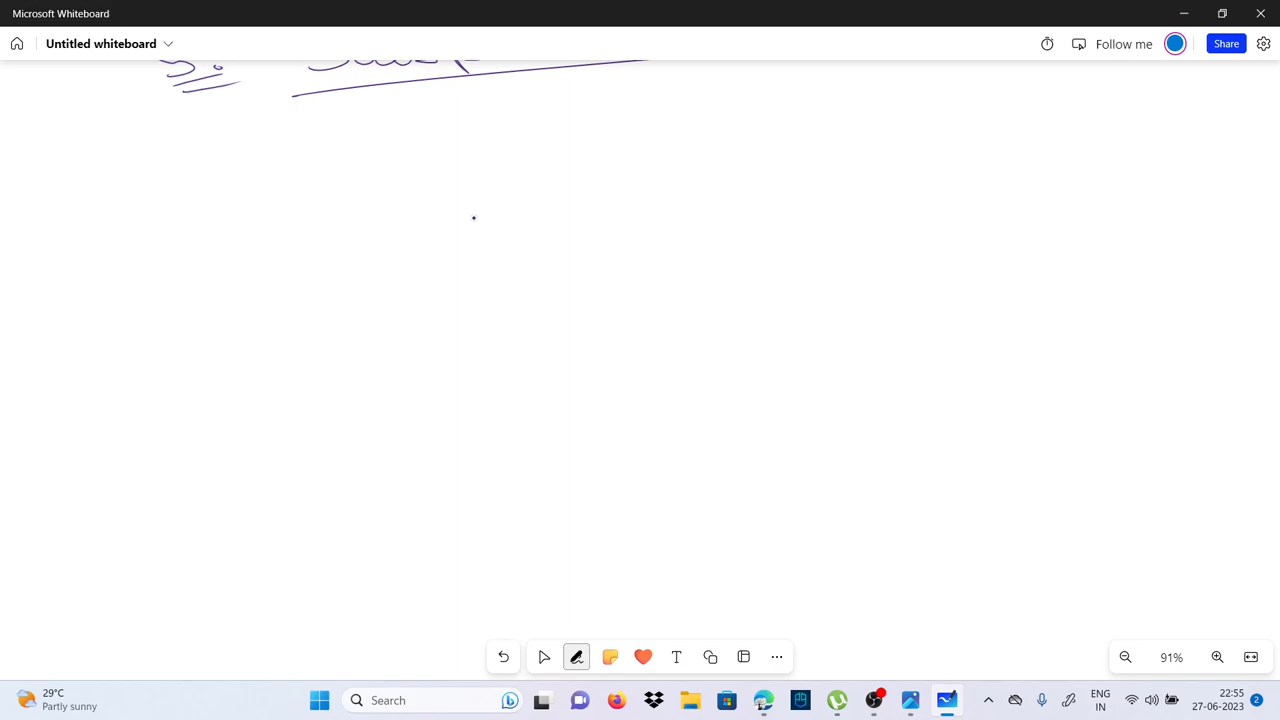 Microsoft Whiteboard
Untitled whiteboard
Follow me
Share
T
91%
29°C
Partly sunny
Search
ENG
IN
22:55
27-06-2023
2